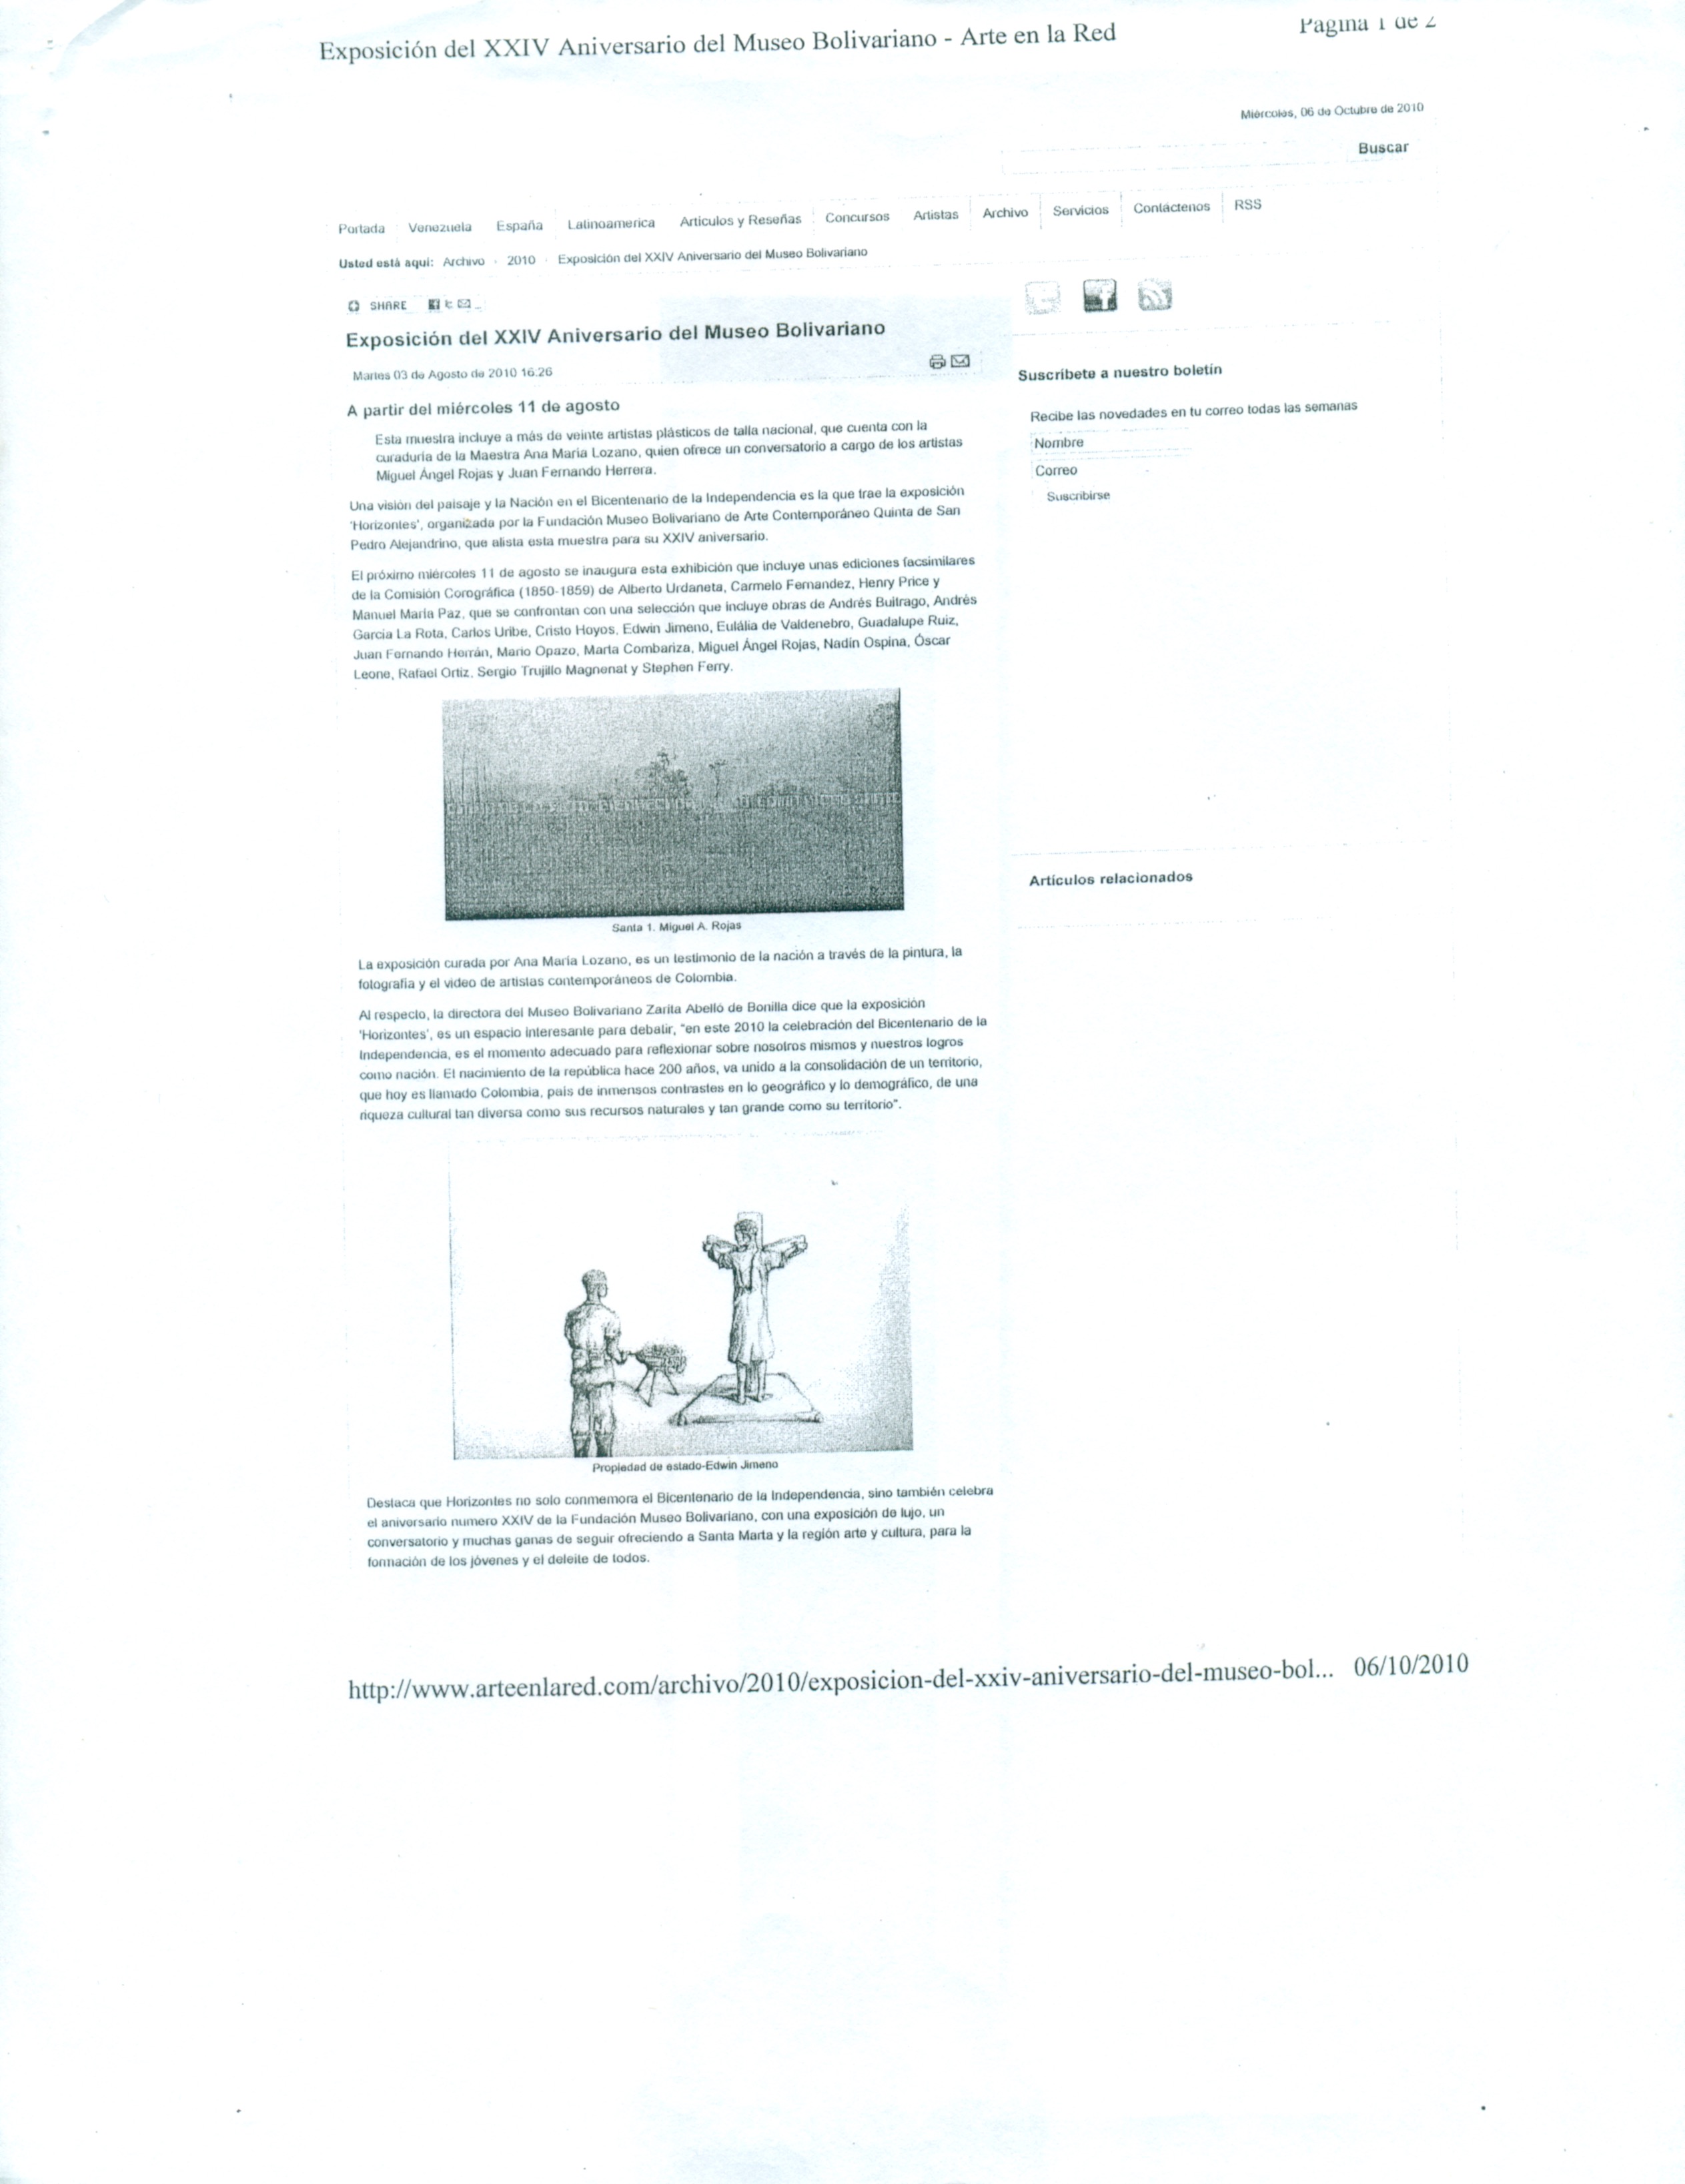 Exposición del XXIV Aniversario del Museo Bolivariano - Arte en la Red
Página 1 de 2
Miércoles, 06 de Octubre de 2010
Buscar
Portada Venezuela España Latinoamerica Artículos y Reseñas Concursos Artistas Archivo Servicios Contáctenos RSS
Usted está aquí: Archivo 2010 Exposición del XXIV Aniversario del Museo Bolivariano
SHARE
Exposición del XXIV Aniversario del Museo Bolivariano
Martes 03 de Agosto de 2010 16:26
Suscríbete a nuestro boletín
Recibe las novedades en tu correo todas las semanas
Nombre
Correo
Suscribirse
A partir del miércoles 11 de agosto
Esta muestra incluye a más de veinte artistas plásticos de talla nacional, que cuenta con la
curaduría de la Maestra Ana María Lozano, quien ofrece un conversatorio a cargo de los artistas
Miguel Ángel Rojas y Juan Fernando Herrera.
Una visión del paisaje y la Nación en el Bicentenario de la Independencia es la que trae la exposición
'Horizontes', organizada por la Fundación Museo Bolivariano de Arte Contemporáneo Quinta de San
Pedro Alejandrino, que alista esta muestra para su XXIV aniversario.
El próximo miércoles 11 de agosto se inaugura esta exhibición que incluye unas ediciones facsimilares
de la Comisión Corográfica (1850-1859) de Alberto Urdaneta, Carmelo Fernandez, Henry Price y
Manuel María Paz, que se confrontan con una selección que incluye obras de Andrés Buitrago, Andrés
García La Rota, Carlos Uribe, Cristo Hoyos, Edwin Jimeno, Eulália de Valdenebro, Guadalupe Ruiz,
Juan Fernando Herrán, Mario Opazo, Marta Combariza, Miguel Ángel Rojas, Nadín Ospina, Óscar
Leone, Rafael Ortiz, Sergio Trujillo Magnenat y Stephen Ferry.
Santa 1. Miguel A. Rojas
Artículos relacionados
La exposición curada por Ana María Lozano, es un testimonio de la nación a través de la pintura, la
fotografía y el video de artistas contemporáneos de Colombia.
Al respecto, la directora del Museo Bolivariano Zarita Abelló de Bonilla dice que la exposición
'Horizontes', es un espacio interesante para debatir, "en este 2010 la celebración del Bicentenario de la
Independencia, es el momento adecuado para reflexionar sobre nosotros mismos y nuestros logros
como nación. El nacimiento de la república hace 200 años, va unido a la consolidación de un territorio,
que hoy es llamado Colombia, país de inmensos contrastes en lo geográfico y lo demográfico, de una
riqueza cultural tan diversa como sus recursos naturales y tan grande como su territorio".
Propiedad de estado-Edwin Jimeno
Destaca que Horizontes no solo conmemora el Bicentenario de la Independencia, sino también celebra
el aniversario numero XXIV de la Fundación Museo Bolivariano, con una exposición de lujo, un
conversatorio y muchas ganas de seguir ofreciendo a Santa Marta y la región arte y cultura, para la
formación de los jóvenes y el deleite de todos.
http://www.arteenlared.com/archivo/2010/exposicion-del-xxiv-aniversario-del-museo-bol... 06/10/2010